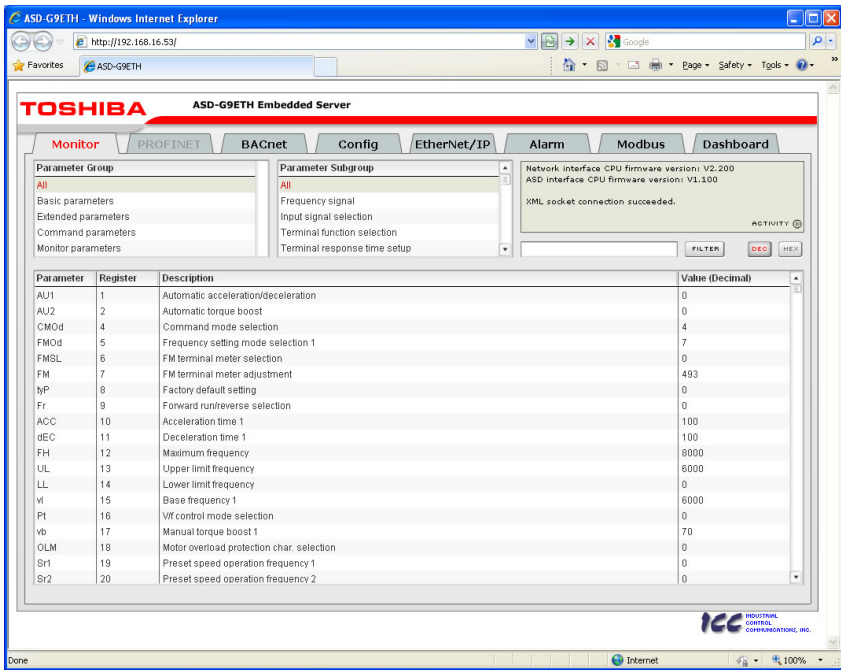 ASD-G9ETH - Windows Internet Explorer
http://192.168.16.53/
Google
Favorites ASD-G9ETH Page Safety Tools
TOSHIBA ASD-G9ETH Embedded Server
Monitor PROFINET BACnet Config EtherNet/IP Alarm Modbus Dashboard
Parameter Group
All
Basic parameters
Extended parameters
Command parameters
Monitor parameters
Parameter Subgroup
All
Frequency signal
Input signal selection
Terminal function selection
Terminal response time setup
Network interface CPU firmware version: V2.200
ASD interface CPU firmware version: V1.100
XML socket connection succeeded.
ACTIVITY
FILTER DEC HEX
Parameter Register Description Value (Decimal)
AU1 1 Automatic acceleration/deceleration 0
AU2 2 Automatic torque boost 0
CMOd 4 Command mode selection 4
FMOd 5 Frequency setting mode selection 1 7
FMSL 6 FM terminal meter selection 0
FM 7 FM terminal meter adjustment 493
tyP 8 Factory default setting 0
Fr 9 Forward run/reverse selection 0
ACC 10 Acceleration time 1 100
dEC 11 Deceleration time 1 100
FH 12 Maximum frequency 8000
UL 13 Upper limit frequency 6000
LL 14 Lower limit frequency 0
vl 15 Base frequency 1 6000
Pt 16 V/f control mode selection 0
vb 17 Manual torque boost 1 70
OLM 18 Motor overload protection char. selection 0
Sr1 19 Preset speed operation frequency 1 0
Sr2 20 Preset speed operation frequency 2 0
ICC INDUSTRIAL
CONTROL
COMMUNICATIONS, INC.
Done Internet 100%